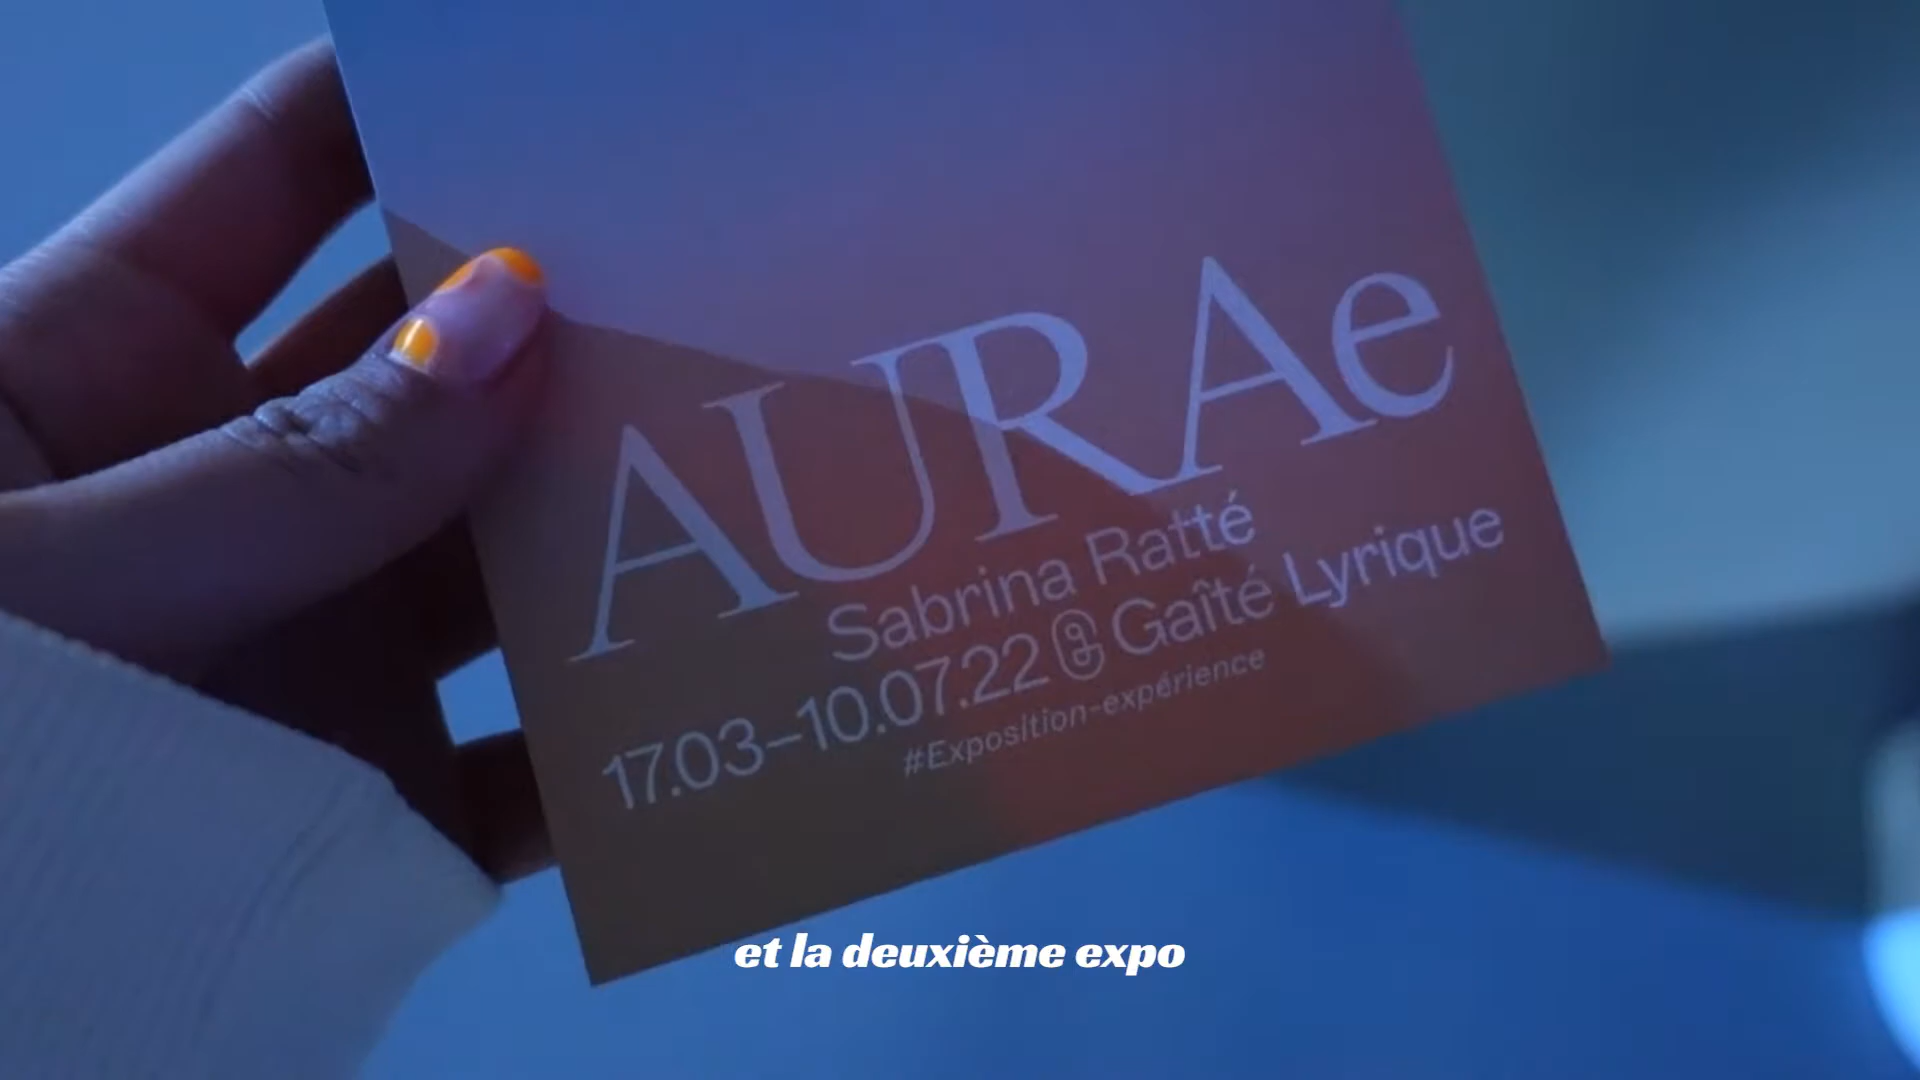 AURAe
Sabrina Ratté
17.03–10.07.22 Gaîté Lyrique
#Exposition-expérience
et la deuxième expo